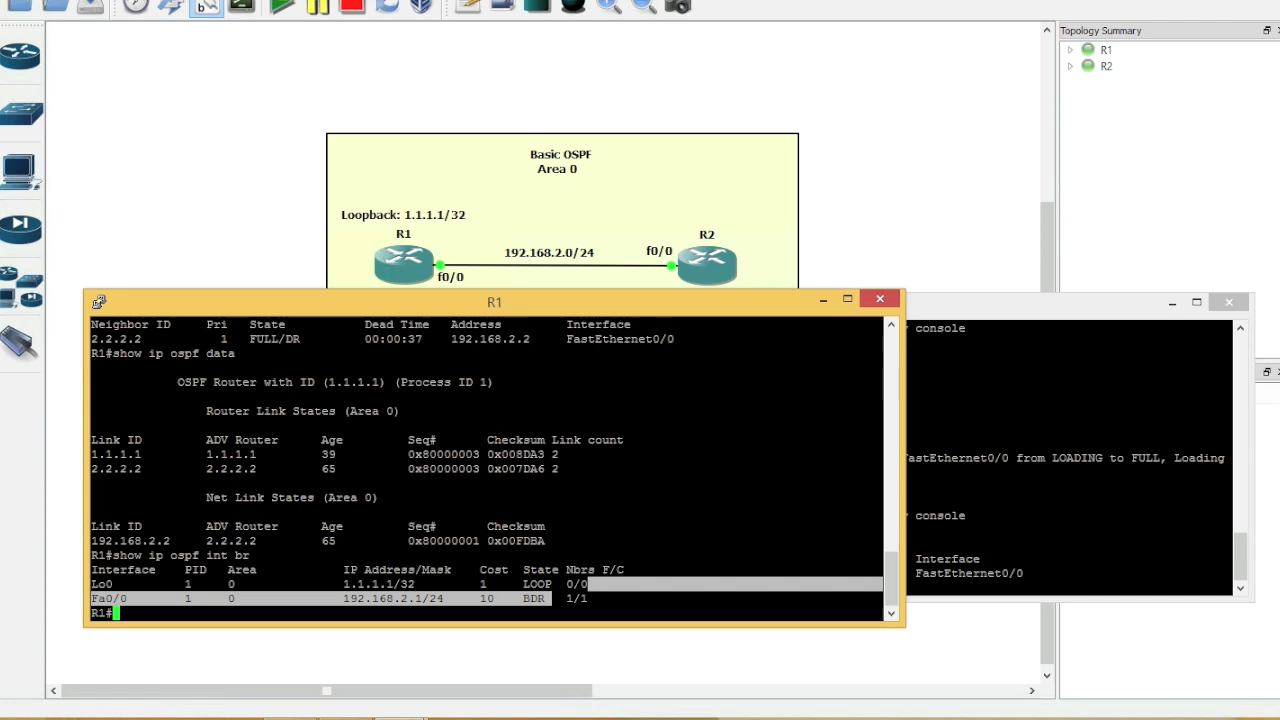 Topology Summary
R1
R2
Basic OSPF
Area 0
Loopback: 1.1.1.1/32
R1
R2
192.168.2.0/24
f0/0
f0/0
R1
Neighbor ID Pri State Dead Time Address Interface
2.2.2.2 1 FULL/DR 00:00:37 192.168.2.2 FastEthernet0/0
R1#show ip ospf data
OSPF Router with ID (1.1.1.1) (Process ID 1)
Router Link States (Area 0)
Link ID ADV Router Age Seq# Checksum Link count
1.1.1.1 1.1.1.1 39 0x80000003 0x008DA3 2
2.2.2.2 2.2.2.2 65 0x80000003 0x007DA6 2
Net Link States (Area 0)
Link ID ADV Router Age Seq# Checksum
192.168.2.2 2.2.2.2 65 0x80000001 0x00FDBA
R1#show ip ospf int br
Interface PID Area IP Address/Mask Cost State Nbrs F/C
Lo0 1 0 1.1.1.1/32 1 LOOP 0/0
Fa0/0 1 0 192.168.2.1/24 10 BDR 1/1
R1#
console
astEthernet0/0 from LOADING to FULL, Loading
console
Interface
FastEthernet0/0